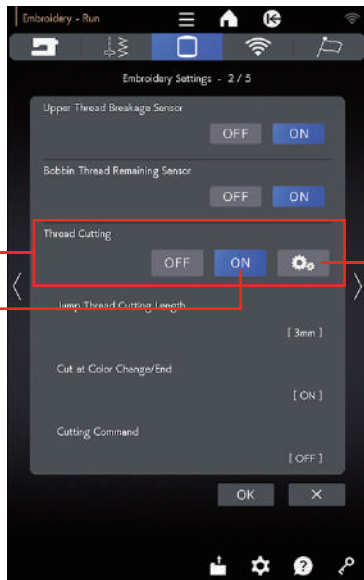 Embroidery - Run
Embroidery Settings - 2 / 5
Upper Thread Breakage Sensor
OFF ON
Bobbin Thread Remaining Sensor
OFF ON
Thread Cutting
OFF ON
Jump Thread Cutting Length
[ 3mm ]
Cut at Color Change/End
[ ON ]
Cutting Command
[ OFF ]
OK X